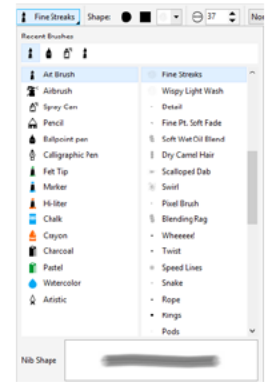 Fine Streaks Shape: 37 Nor
Recent Brushes
Art Brush
Airbrush
Spray Can
Pencil
Ballpoint pen
Calligraphic Pen
Felt Tip
Marker
Hi-liter
Chalk
Crayon
Charcoal
Pastel
Watercolor
Artistic
Fine Streaks
Wispy Light Wash
Detail
Fine Pt. Soft Fade
Soft Wet Oil Blend
Dry Camel Hair
Scalloped Dab
Swirl
Pixel Brush
Blending Rag
Wheeeee!
Twist
Speed Lines
Snake
Rope
Rings
Pods
Nib Shape